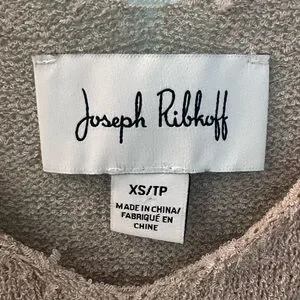 Joseph Ribkoff
XS/TP
MADE IN CHINA/
FABRIQUÉ EN
CHINE